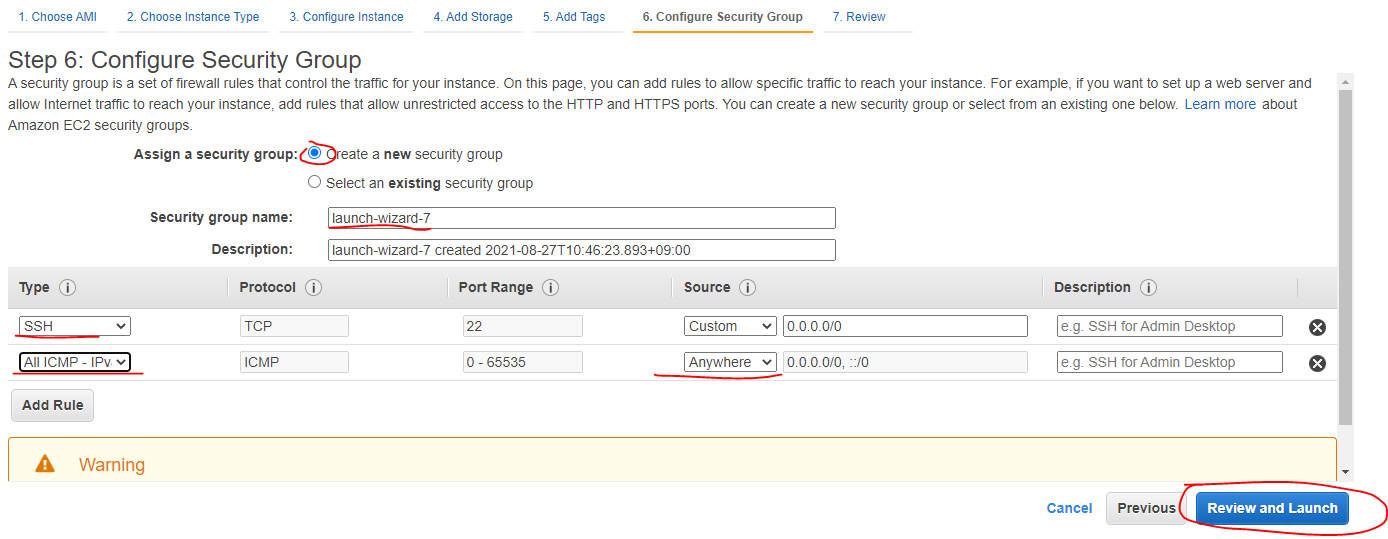 1. Choose AMI 2. Choose Instance Type 3. Configure Instance 4. Add Storage 5. Add Tags 6. Configure Security Group 7. Review
Step 6: Configure Security Group
A security group is a set of firewall rules that control the traffic for your instance. On this page, you can add rules to allow specific traffic to reach your instance. For example, if you want to set up a web server and
allow Internet traffic to reach your instance, add rules that allow unrestricted access to the HTTP and HTTPS ports. You can create a new security group or select from an existing one below. Learn more about
Amazon EC2 security groups.
Assign a security group: Create a new security group
Select an existing security group
Security group name: launch-wizard-7
Description: launch-wizard-7 created 2021-08-27T10:46:23.893+09:00
Type i Protocol i Port Range i Source i Description i
SSH TCP 22 Custom 0.0.0.0/0 e.g. SSH for Admin Desktop
All ICMP - IPv ICMP 0 - 65535 Anywhere 0.0.0.0/0, ::/0 e.g. SSH for Admin Desktop
Add Rule
Warning
Cancel Previous Review and Launch